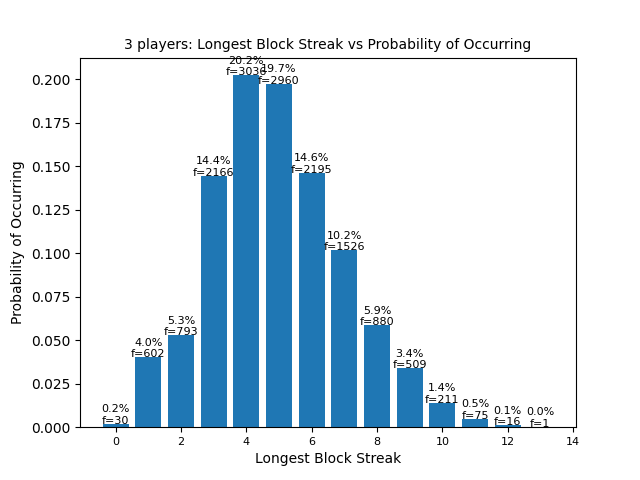 3 players: Longest Block Streak vs Probability of Occurring
Probability of Occurring
0.200
0.175
0.150
0.125
0.100
0.075
0.050
0.025
0.000
0.2%
f=30
4.0%
f=602
5.3%
f=793
14.4%
f=2166
20.2%
f=3036
19.7%
f=2960
14.6%
f=2195
10.2%
f=1526
5.9%
f=880
3.4%
f=509
1.4%
f=211
0.5%
f=75
0.1%
f=16
0.0%
f=1
0
2
4
6
8
10
12
14
Longest Block Streak